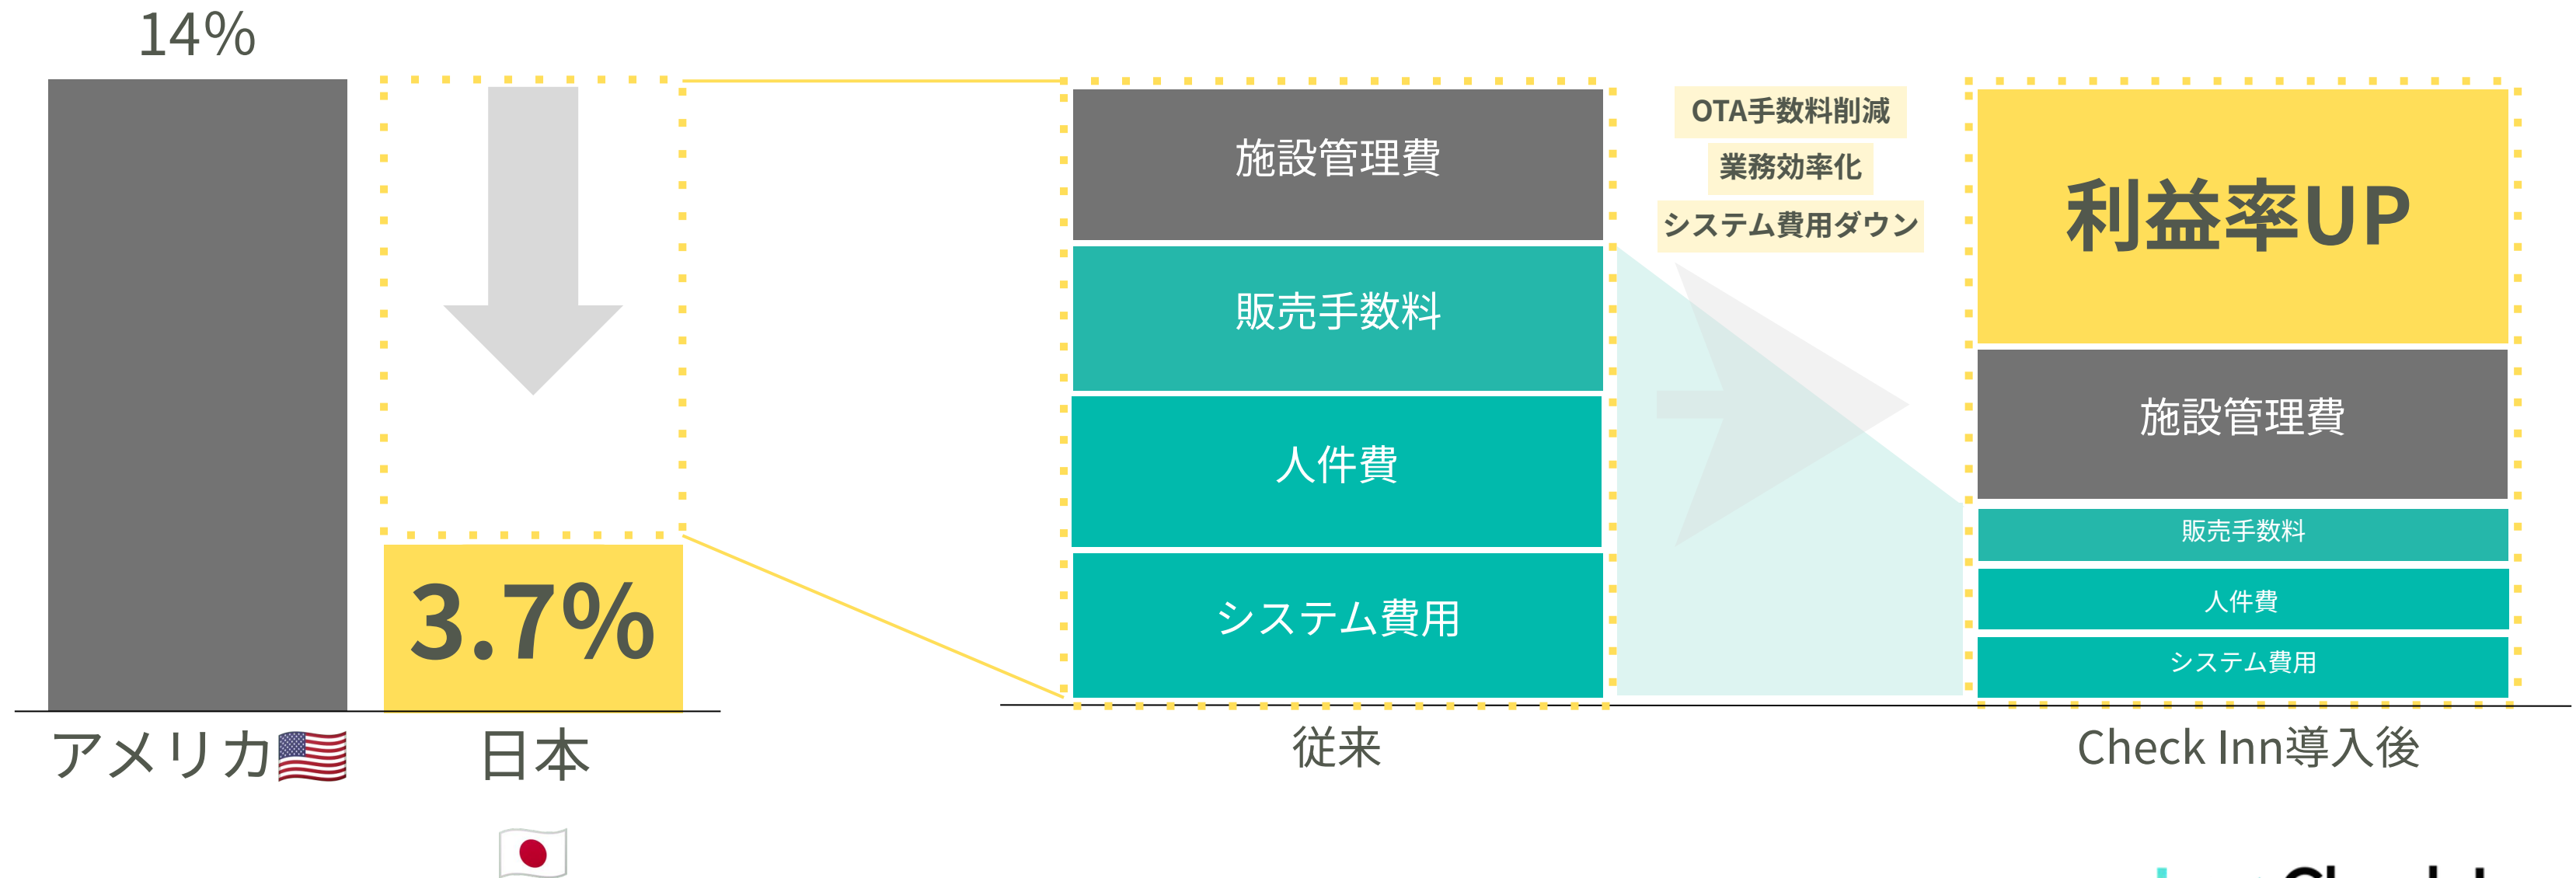 14%
3.7%
アメリカ🇺🇸
日本
🇯🇵
施設管理費
販売手数料
人件費
システム費用
従来
OTA手数料削減
業務効率化
システム費用ダウン
利益率UP
施設管理費
販売手数料
人件費
システム費用
Check Inn導入後